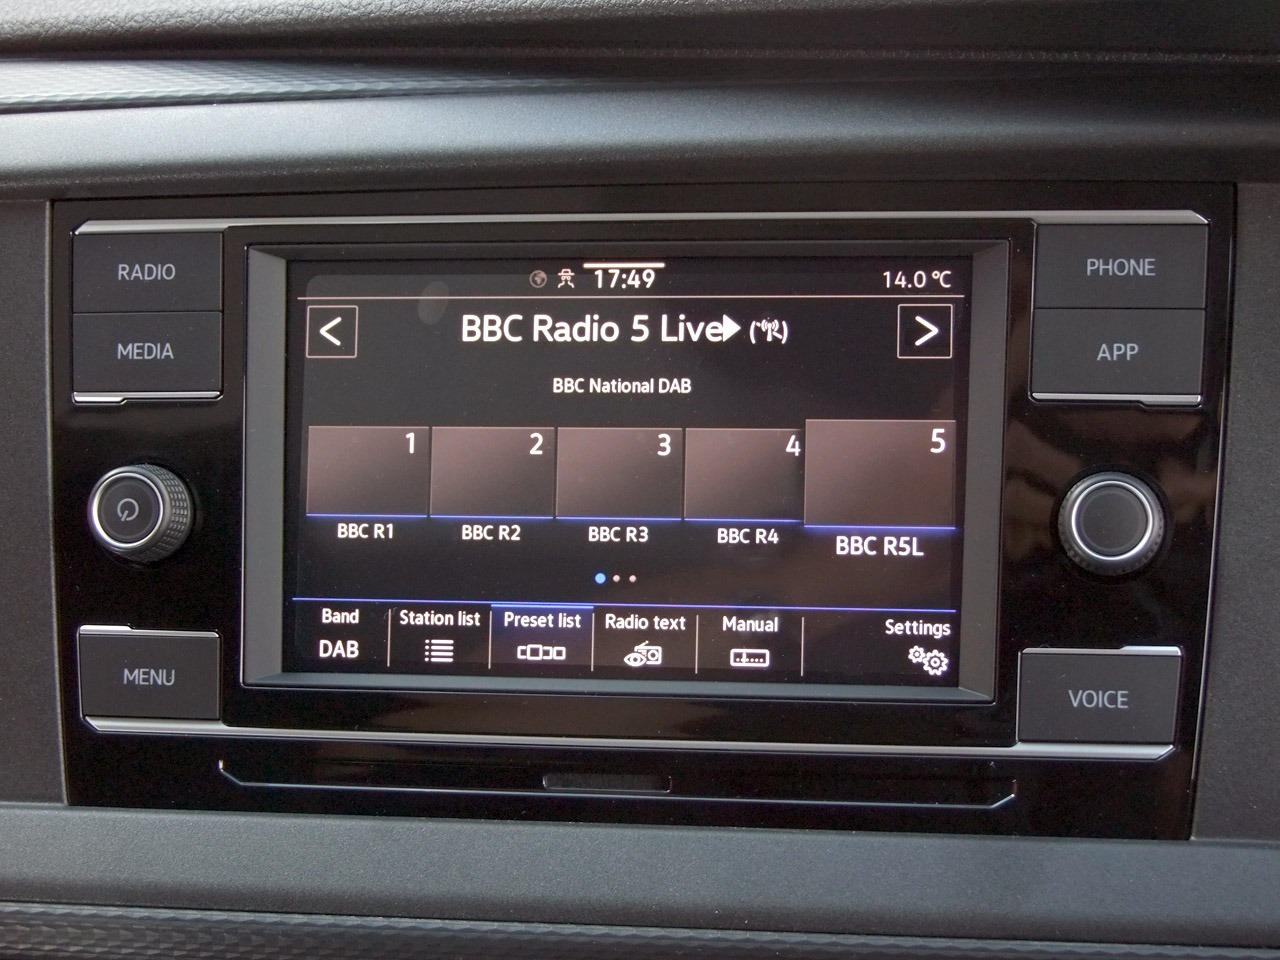 RADIO
MEDIA
MENU
17:49
14.0 °C
<
BBC Radio 5 Live
>
BBC National DAB
1
2
3
4
5
BBC R1
BBC R2
BBC R3
BBC R4
BBC R5L
Band
DAB
Station list
Preset list
Radio text
Manual
Settings
PHONE
APP
VOICE